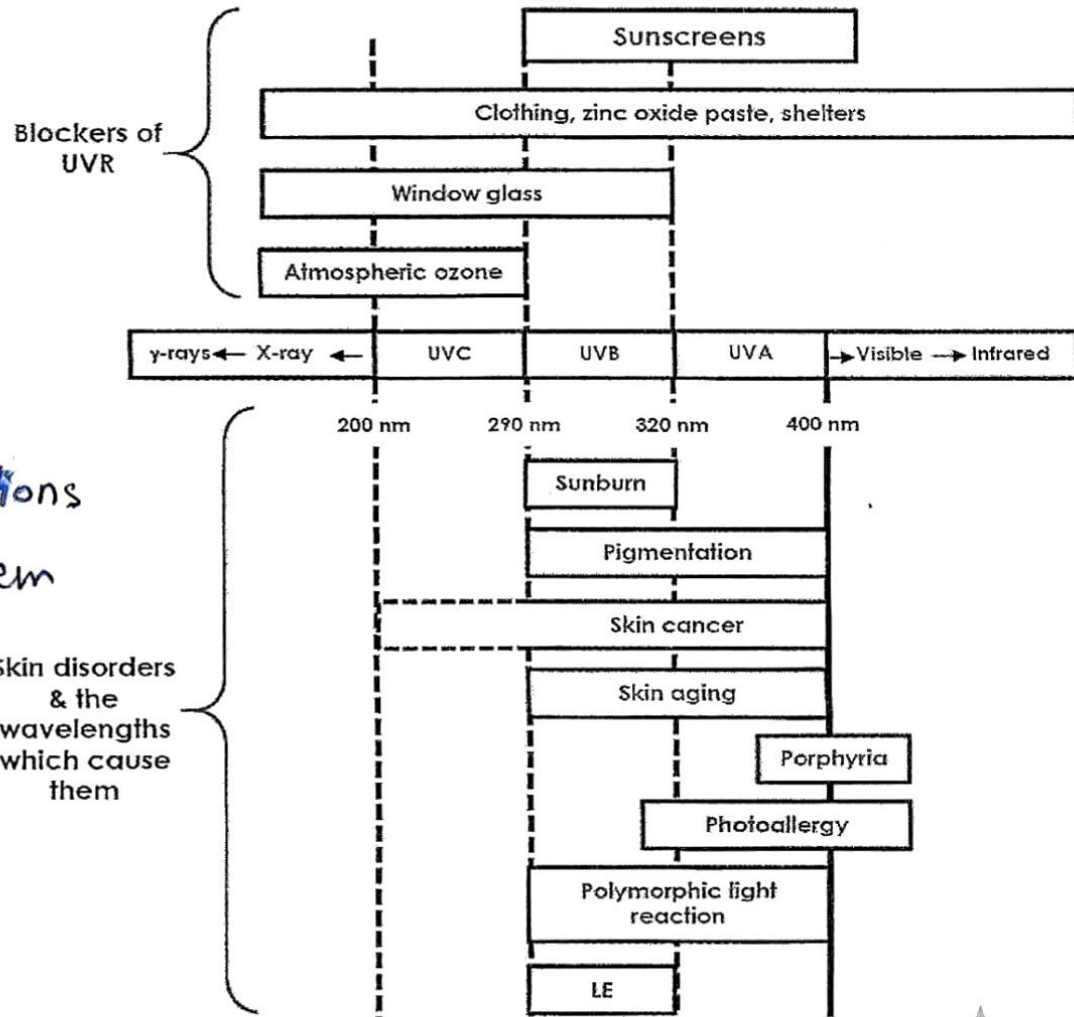 Sunscreens
Clothing, zinc oxide paste, shelters
Blockers of
UVR
Window glass
Atmospheric ozone
γ-rays← X-ray ← UVC UVB UVA →Visible →Infrared
200 nm 290 nm 320 nm 400 nm
Sunburn
Pigmentation
Skin cancer
Skin disorders
& the
wavelengths
which cause
them
Skin aging
Porphyria
Photoallergy
Polymorphic light
reaction
LE